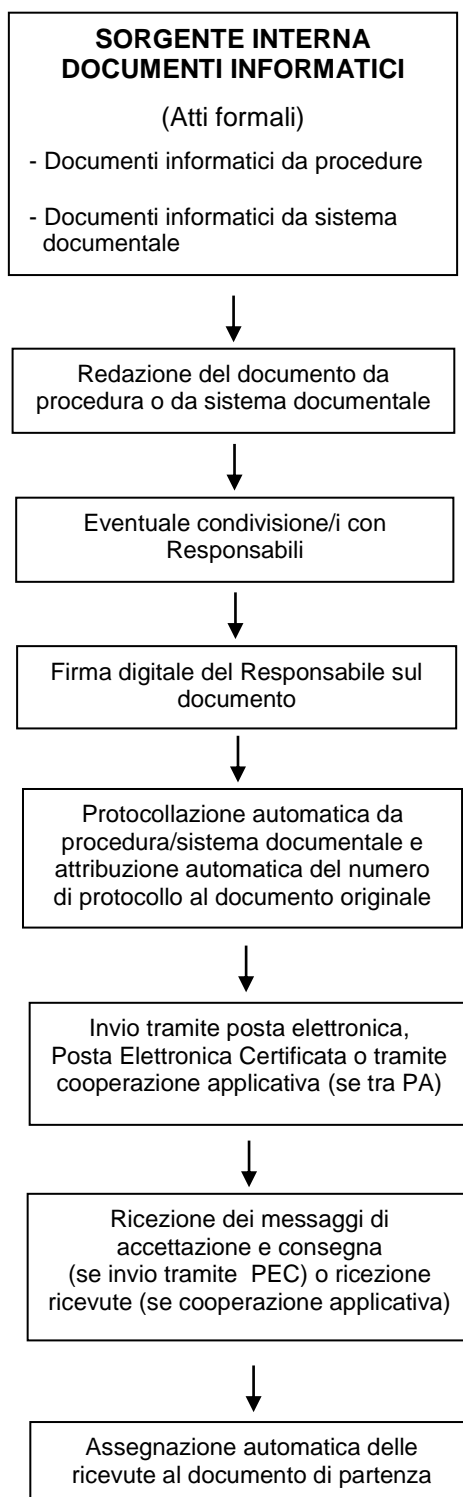 SORGENTE INTERNA
DOCUMENTI INFORMATICI
(Atti formali)
- Documenti informatici da procedure
- Documenti informatici da sistema
documentale
Redazione del documento da
procedura o da sistema documentale
Eventuale condivisione/i con
Responsabili
Firma digitale del Responsabile sul
documento
Protocollazione automatica da
procedura/sistema documentale e
attribuzione automatica del numero
di protocollo al documento originale
Invio tramite posta elettronica,
Posta Elettronica Certificata o tramite
cooperazione applicativa (se tra PA)
Ricezione dei messaggi di
accettazione e consegna
(se invio tramite PEC) o ricezione
ricevute (se cooperazione applicativa)
Assegnazione automatica delle
ricevute al documento di partenza